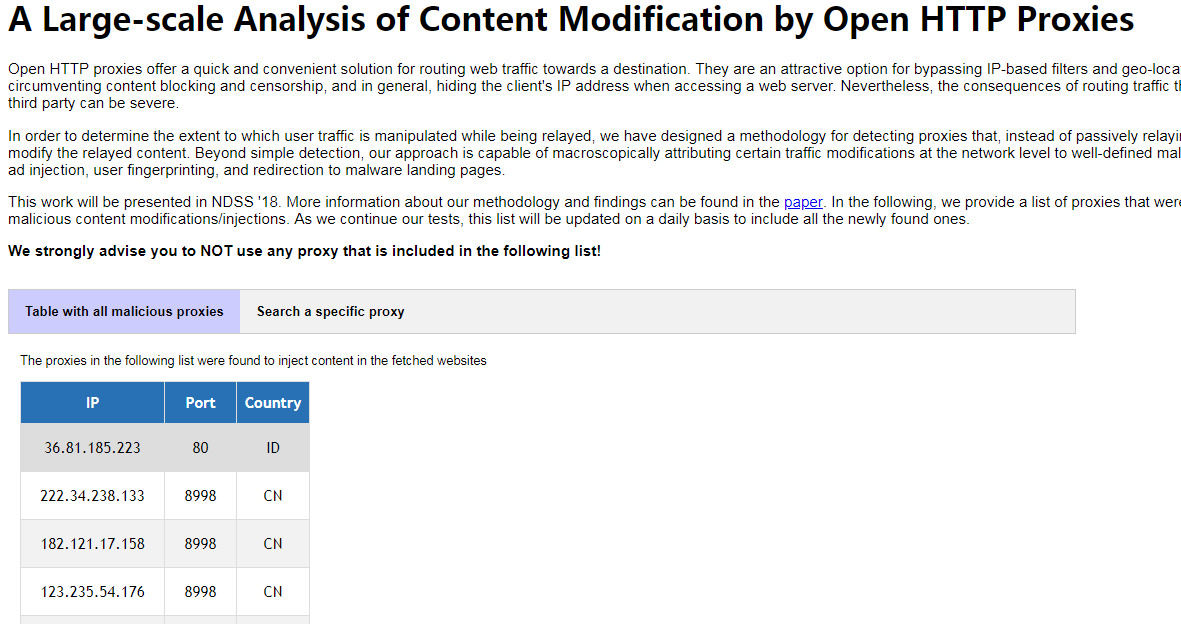 A Large-scale Analysis of Content Modification by Open HTTP Proxies
Open HTTP proxies offer a quick and convenient solution for routing web traffic towards a destination. They are an attractive option for bypassing IP-based filters and geo-loca
circumventing content blocking and censorship, and in general, hiding the client's IP address when accessing a web server. Nevertheless, the consequences of routing traffic th
third party can be severe.
In order to determine the extent to which user traffic is manipulated while being relayed, we have designed a methodology for detecting proxies that, instead of passively relayi
modify the relayed content. Beyond simple detection, our approach is capable of macroscopically attributing certain traffic modifications at the network level to well-defined mal
ad injection, user fingerprinting, and redirection to malware landing pages.
This work will be presented in NDSS '18. More information about our methodology and findings can be found in the paper. In the following, we provide a list of proxies that were
malicious content modifications/injections. As we continue our tests, this list will be updated on a daily basis to include all the newly found ones.
We strongly advise you to NOT use any proxy that is included in the following list!
Table with all malicious proxies Search a specific proxy
The proxies in the following list were found to inject content in the fetched websites
IP Port Country
36.81.185.223 80 ID
222.34.238.133 8998 CN
182.121.17.158 8998 CN
123.235.54.176 8998 CN